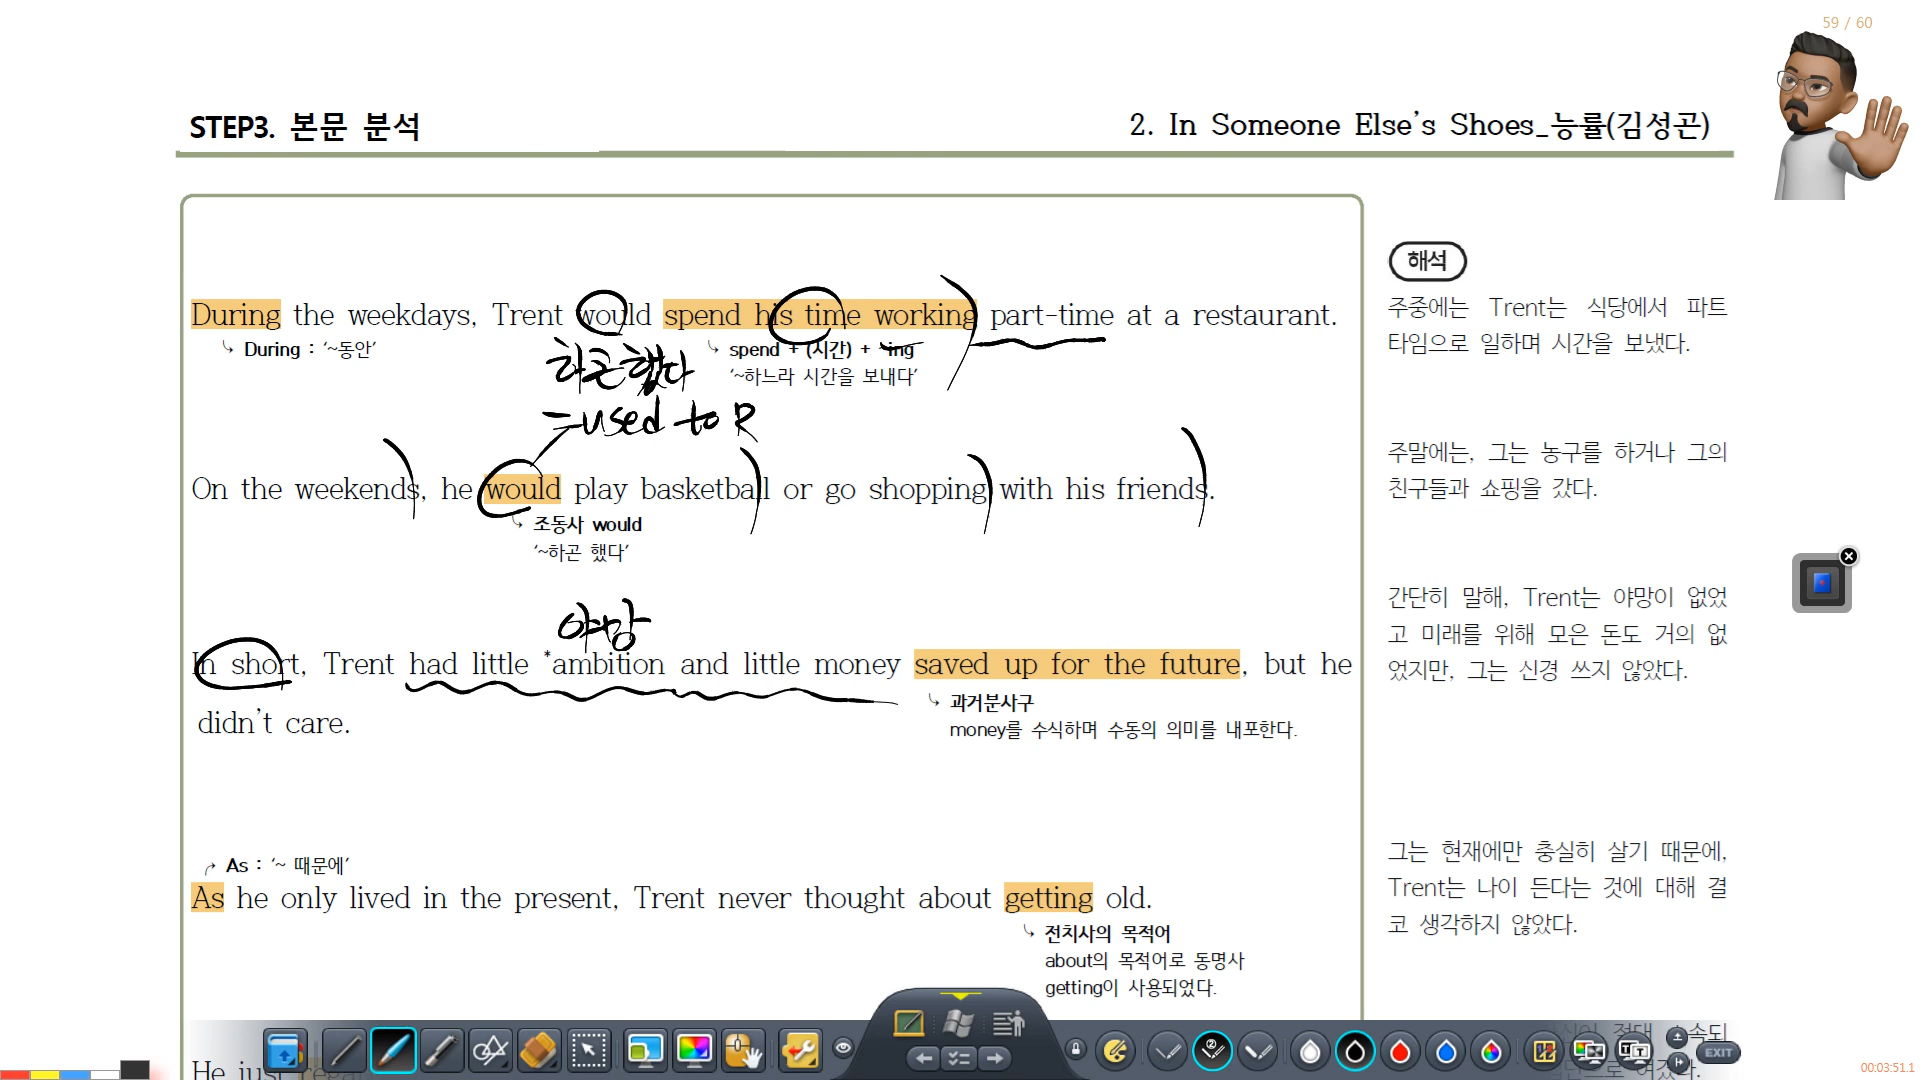 59 / 60
STEP3. 본문 분석
2. In Someone Else's Shoes_능률(김성곤)
해석
During the weekdays, Trent would spend his time working part-time at a restaurant.
During : '~동안'
spend + (시간) + -ing
'~하느라 시간을 보내다'
하곤 했다
=used to R
주중에는 Trent는 식당에서 파트
타임으로 일하며 시간을 보냈다.
On the weekends, he would play basketball or go shopping with his friends.
조동사 would
'~하곤 했다'
주말에는, 그는 농구를 하거나 그의
친구들과 쇼핑을 갔다.
야망
In short, Trent had little *ambition and little money saved up for the future, but he
didn't care.
과거분사구
money를 수식하며 수동의 의미를 내포한다.
간단히 말해, Trent는 야망이 없었
고 미래를 위해 모은 돈도 거의 없
었지만, 그는 신경 쓰지 않았다.
As : '~ 때문에'
As he only lived in the present, Trent never thought about getting old.
전치사의 목적어
about의 목적어로 동명사
getting이 사용되었다.
그는 현재에만 충실히 살기 때문에,
Trent는 나이 든다는 것에 대해 결
코 생각하지 않았다.
He just
EXIT
00:03:51.1